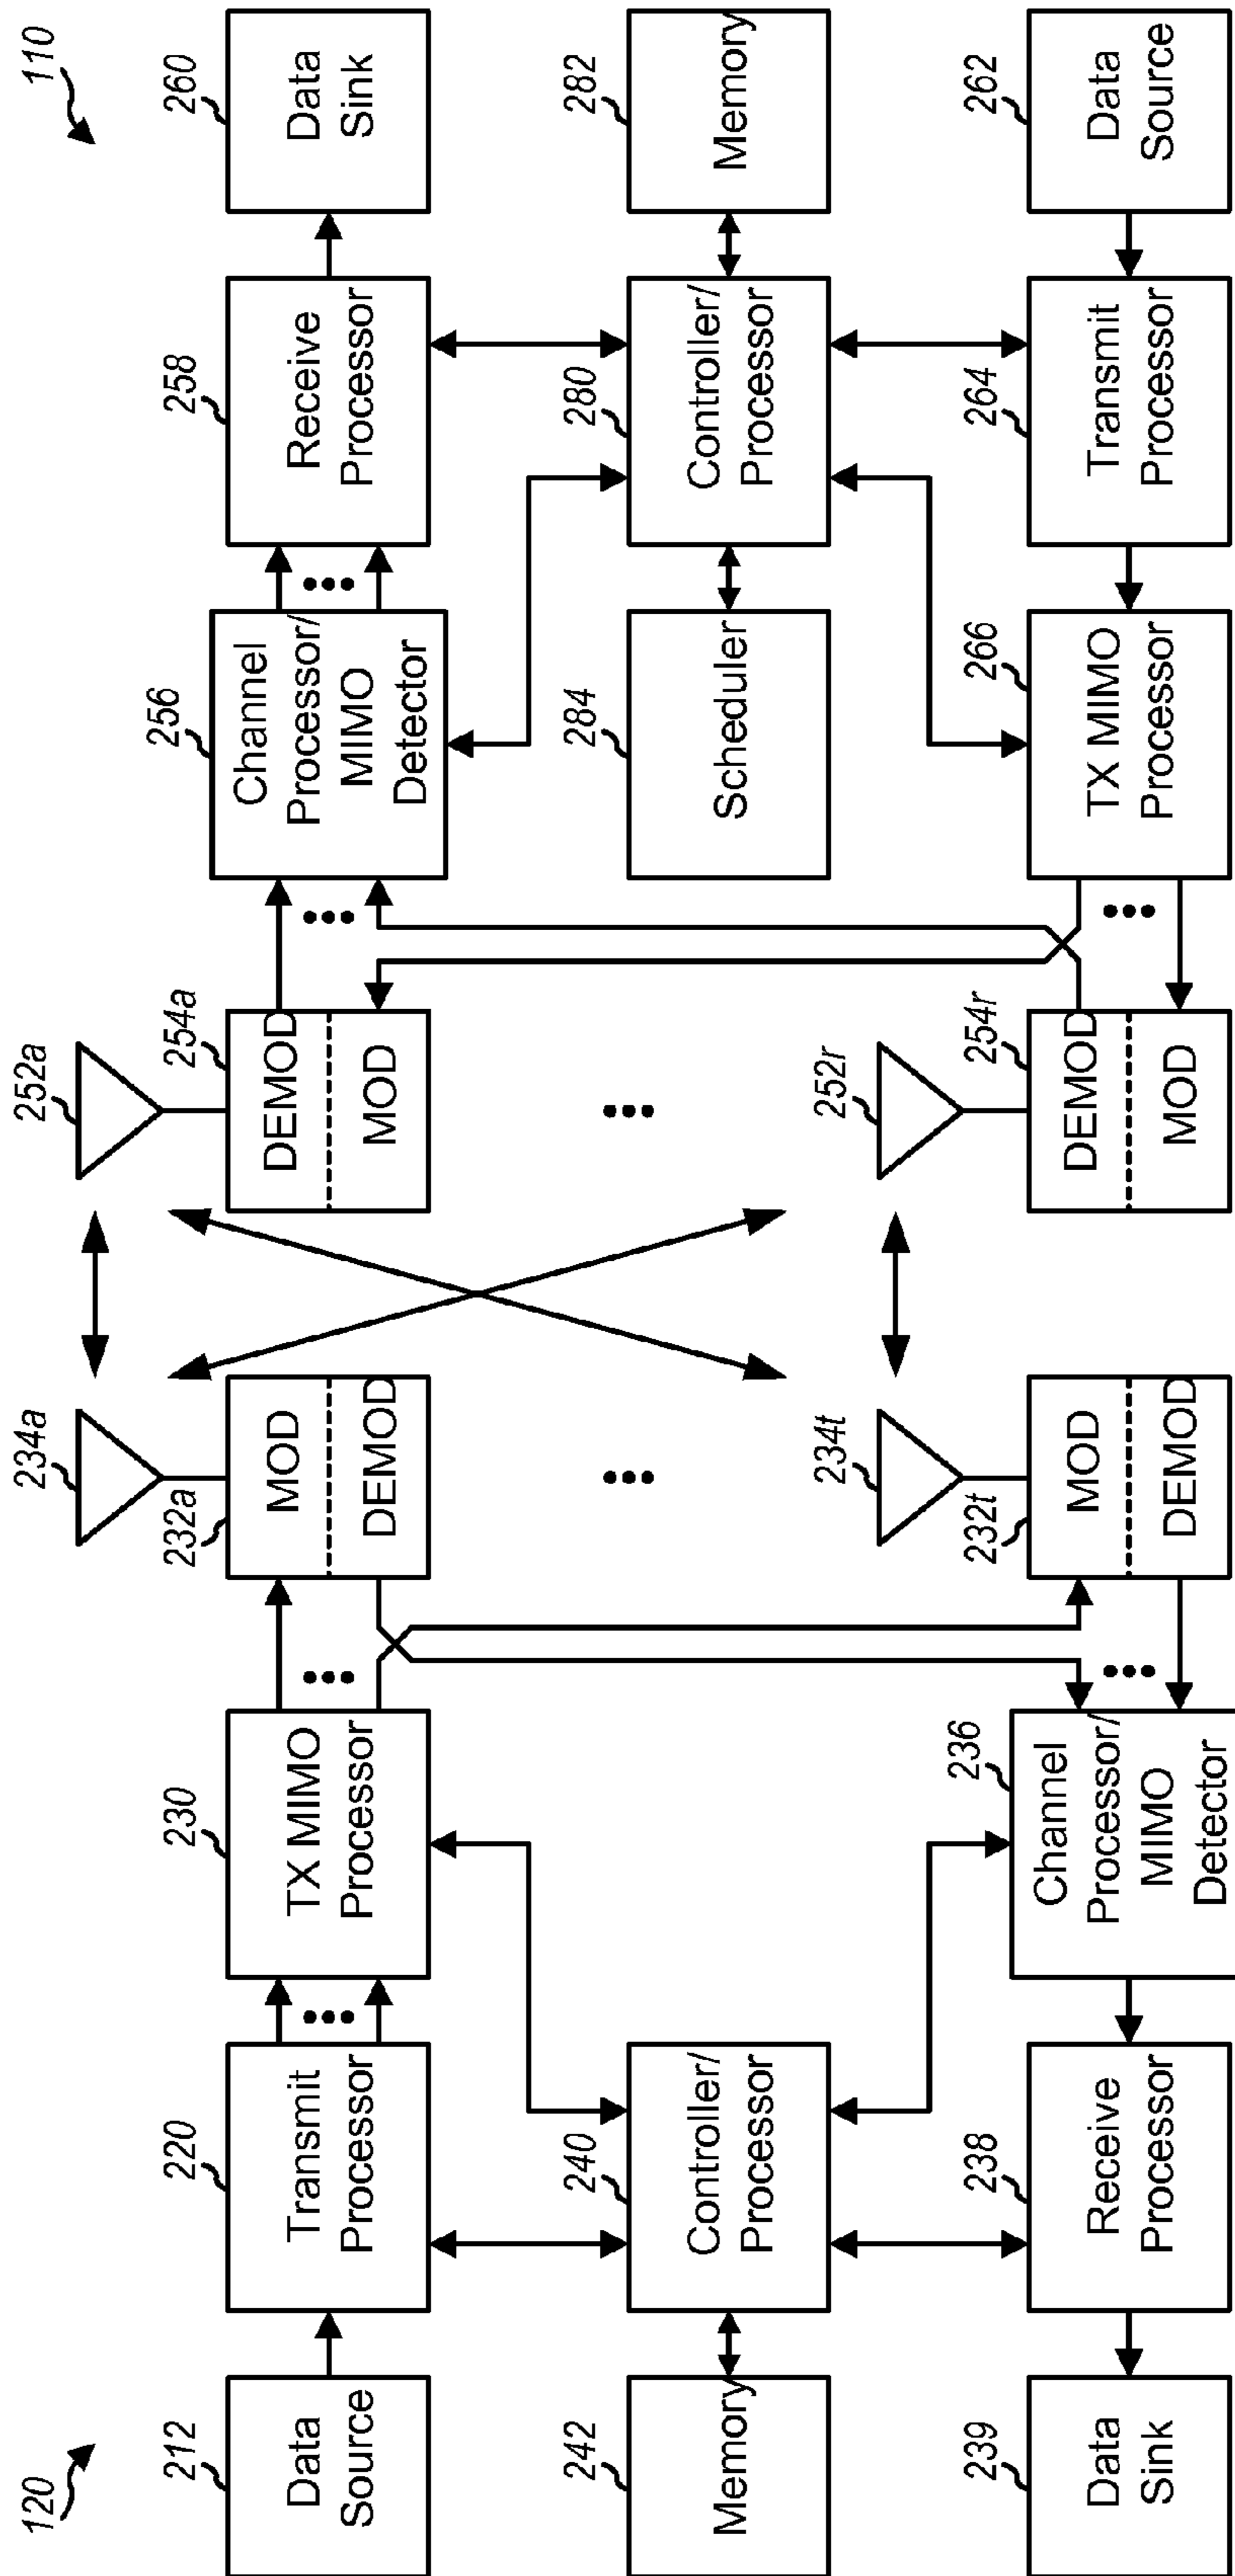 120
110
234a
252a
212
220
230
232a
254a
256
258
260
Data
Source
Transmit
Processor
TX MIMO
Processor
MOD
DEMOD
DEMOD
MOD
Channel
Processor/
MIMO
Detector
Receive
Processor
Data
Sink
242
240
284
280
282
Memory
Controller/
Processor
Scheduler
Controller/
Processor
Memory
234t
252r
239
238
236
232t
254r
266
264
262
Data
Sink
Receive
Processor
Channel
Processor/
MIMO
Detector
MOD
DEMOD
DEMOD
MOD
TX MIMO
Processor
Transmit
Processor
Data
Source